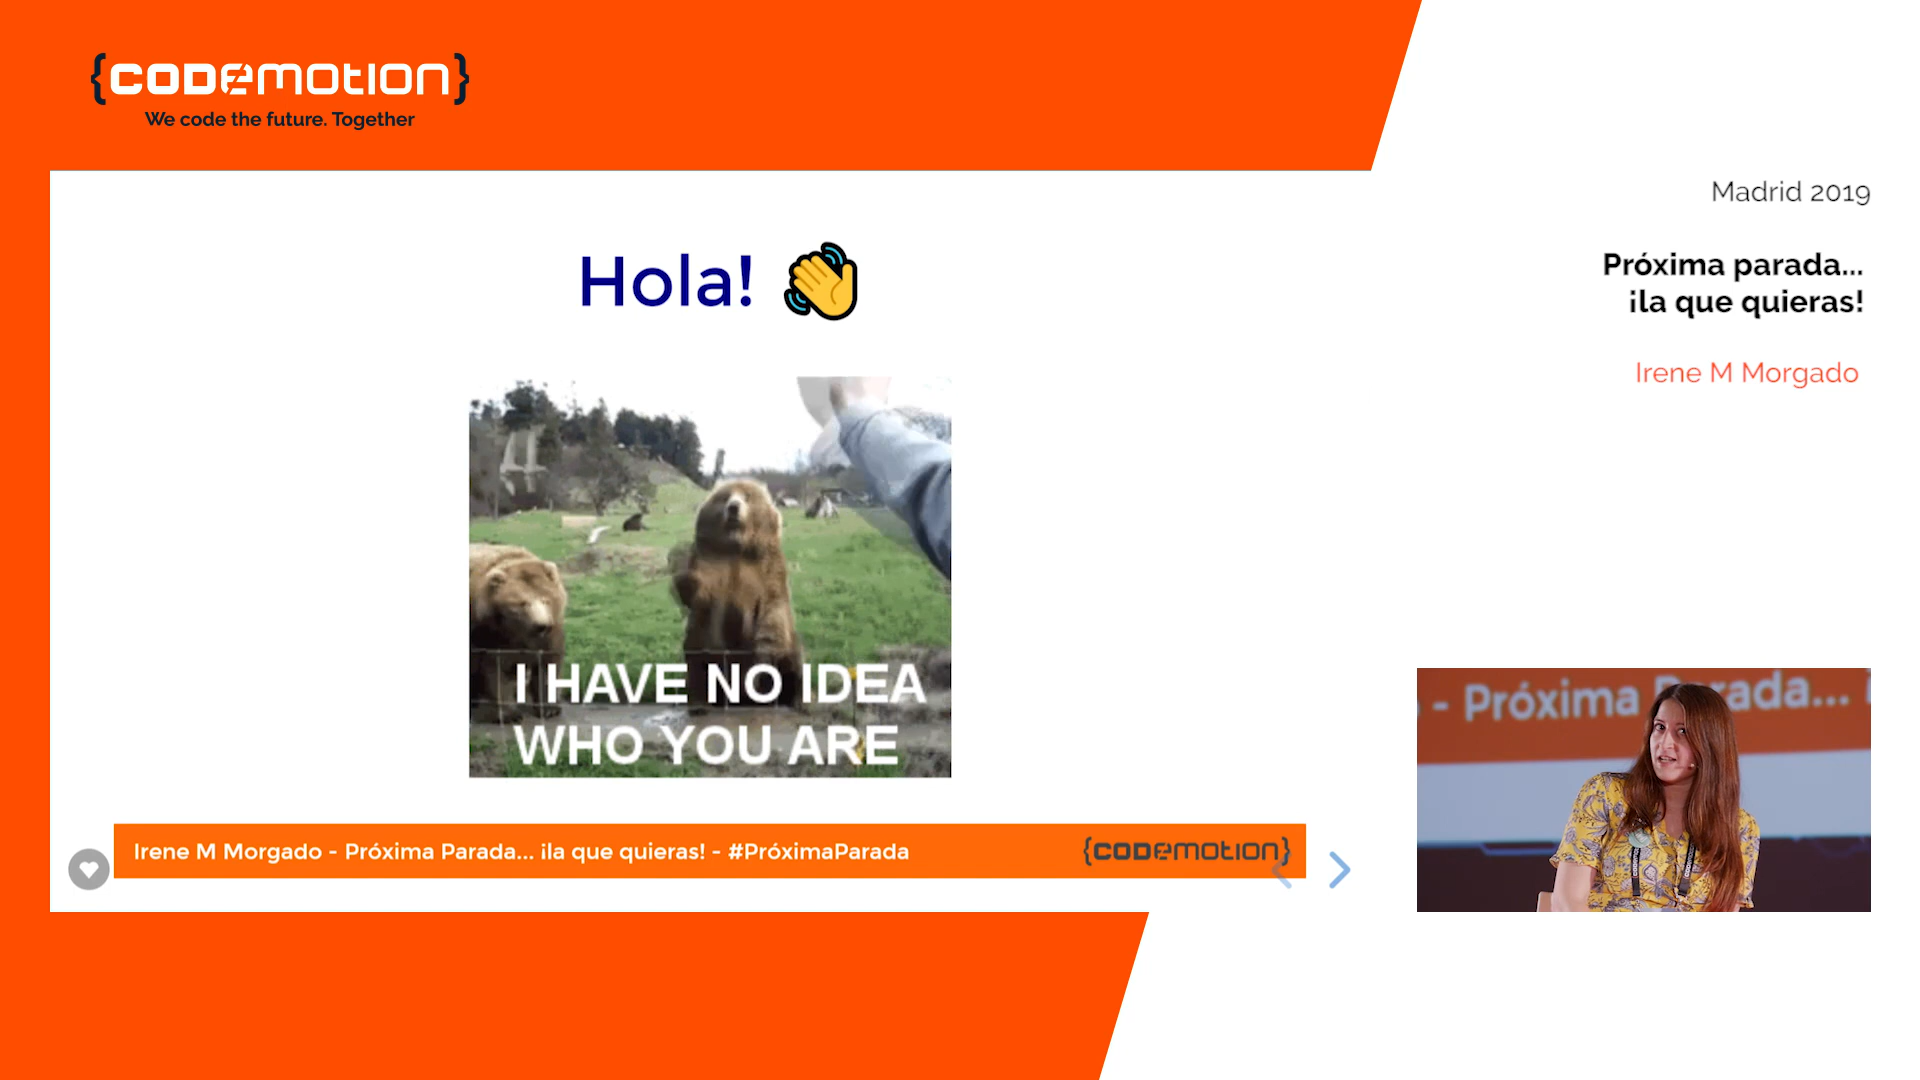 {codemotion}
We code the future. Together
Madrid 2019
Próxima parada...
¡la que quieras!
Irene M Morgado
Hola!
I HAVE NO IDEA
WHO YOU ARE
- Próxima Parada...
Irene M Morgado - Próxima Parada... ¡la que quieras! - #PróximaParada
{codemotion}